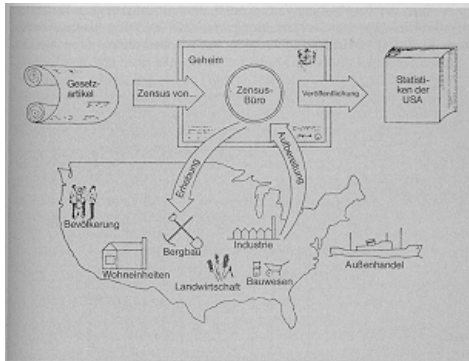 Gesetz-
artikel
Zensus von...
Geheim
Zensus-
Büro
Veröffentlichung
Statisti-
ken der
USA
Erhebung
Aufbereitung
Bevölkerung
Bergbau
Industrie
Wohneinheiten
Landwirtschaft
Bauwesen
Außenhandel